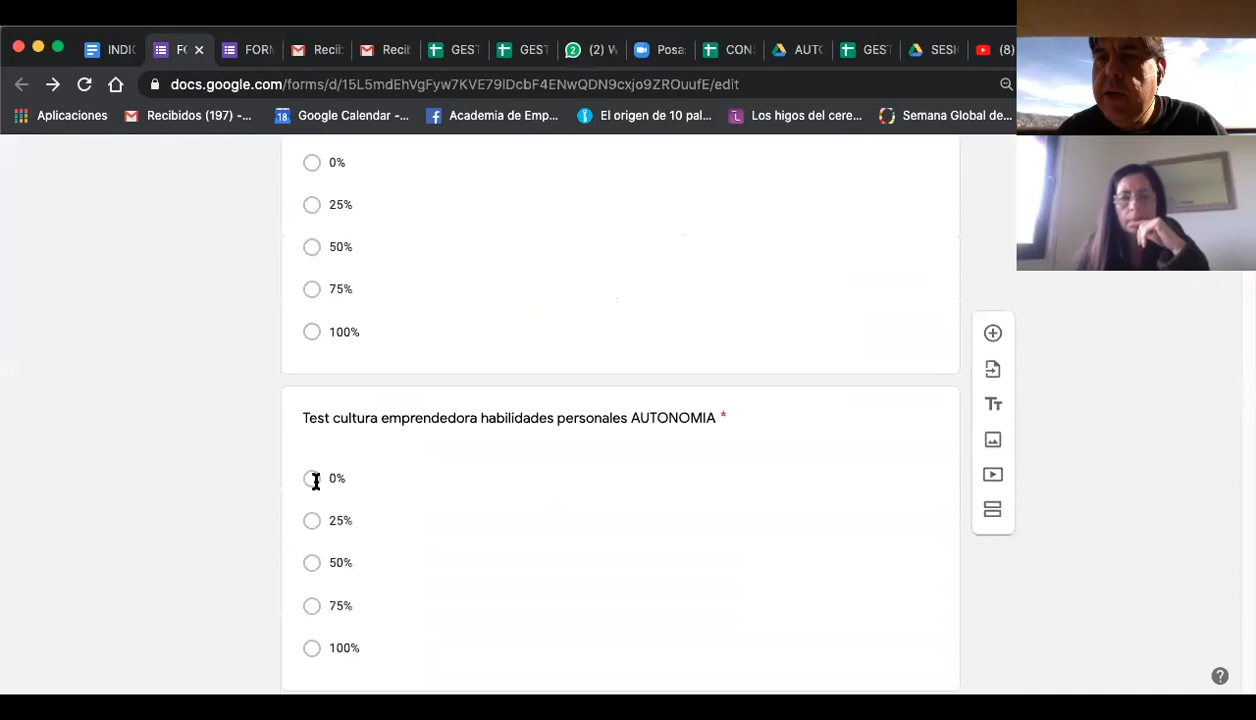 INDIC FO FORM Recib Recib GEST GEST (2) W Posa CON AUTO GEST SESI (8)
docs.google.com/forms/d/15L5mdEhVgFyw7KVE79lDcbF4ENwQDN9cxjo9ZROuufE/edit
Aplicaciones Recibidos (197) -... Google Calendar -... Academia de Emp... El origen de 10 pal... Los higos del cere... Semana Global de...
0%
25%
50%
75%
100%
Test cultura emprendedora habilidades personales AUTONOMIA *
0%
25%
50%
75%
100%